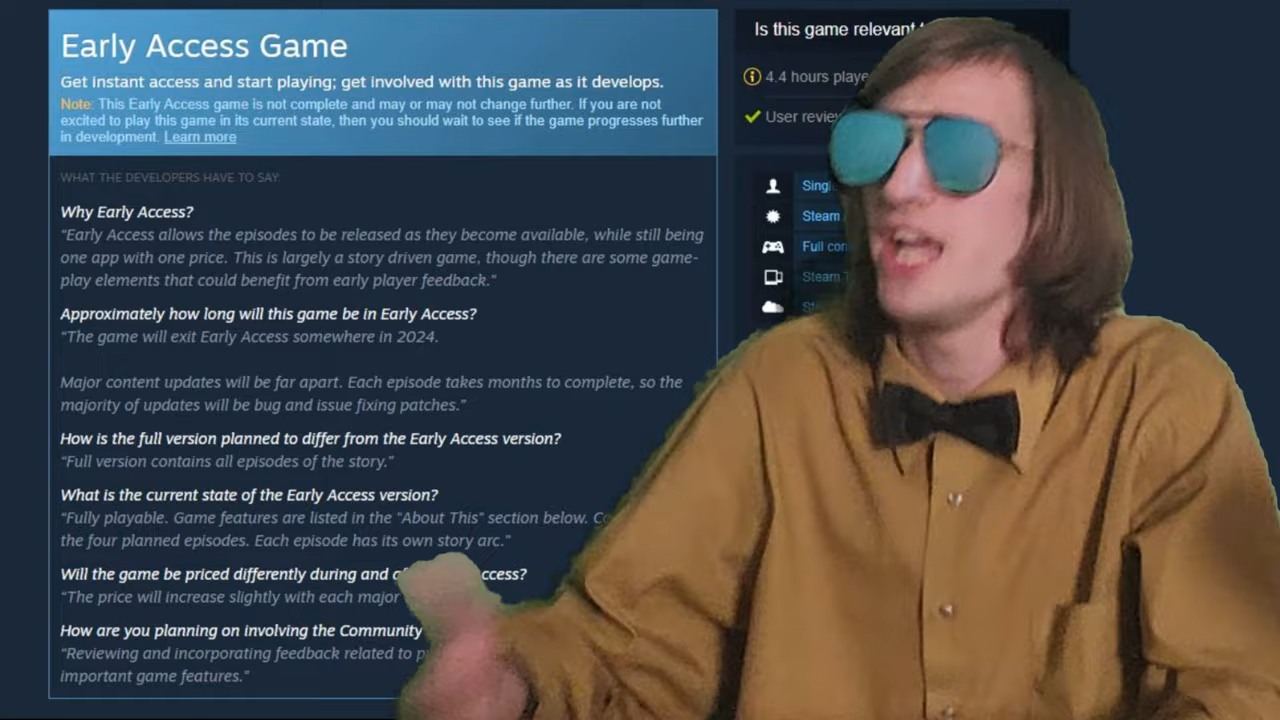 Early Access Game
Get instant access and start playing; get involved with this game as it develops.
Note: This Early Access game is not complete and may or may not change further. If you are not
excited to play this game in its current state, then you should wait to see if the game progresses further
in development. Learn more
WHAT THE DEVELOPERS HAVE TO SAY:
Why Early Access?
“Early Access allows the episodes to be released as they become available, while still being
one app with one price. This is largely a story driven game, though there are some game-
play elements that could benefit from early player feedback.”
Approximately how long will this game be in Early Access?
“The game will exit Early Access somewhere in 2024.
Major content updates will be far apart. Each episode takes months to complete, so the
majority of updates will be bug and issue fixing patches.”
How is the full version planned to differ from the Early Access version?
“Full version contains all episodes of the story.”
What is the current state of the Early Access version?
“Fully playable. Game features are listed in the "About This" section below.
the four planned episodes. Each episode has its own story arc.”
Will the game be priced differently during and
“The price will increase slightly with each major
How are you planning on involving the Community
“Reviewing and incorporating feedback related to
important game features.”
Is this game relevant
4.4 hours
User
Steam
Full
Steam